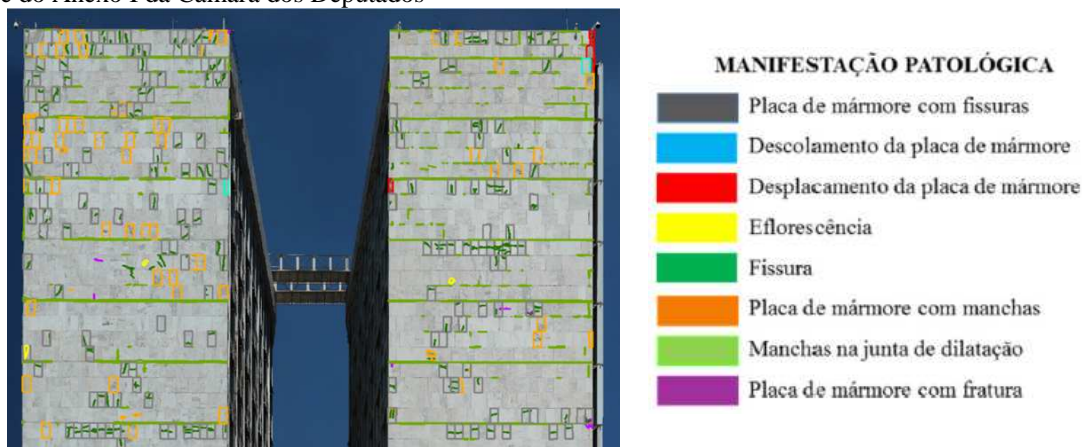 e do Anexo I da Câmara dos Deputados
MANIFESTAÇÃO PATOLÓGICA
Placa de mármore com fissuras
Descolamento da placa de mármore
Desplacamento da placa de mármore
Eflorescência
Fissura
Placa de mármore com manchas
Manchas na junta de dilatação
Placa de mármore com fratura